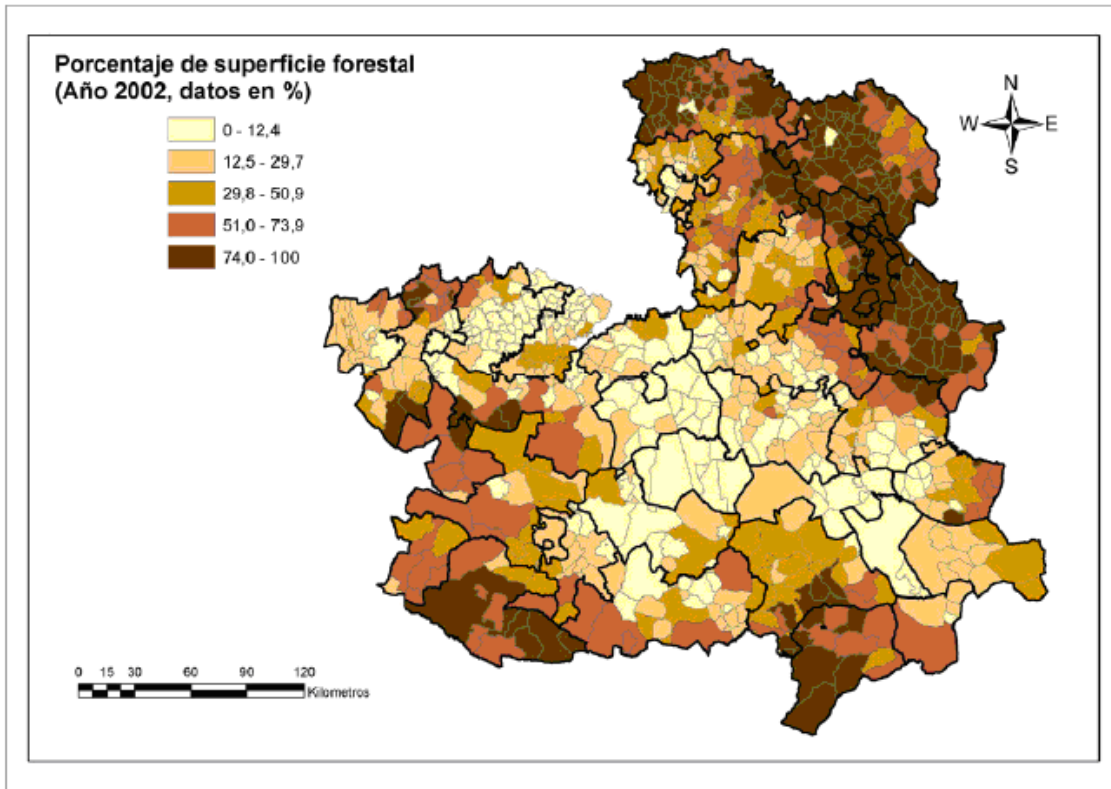 Porcentaje de superficie forestal
(Año 2002, datos en %)
0 - 12,4
12,5 - 29,7
29,8 - 50,9
51,0 - 73,9
74,0 - 100
N
W E
S
0 15 30 60 90 120
Kilometros